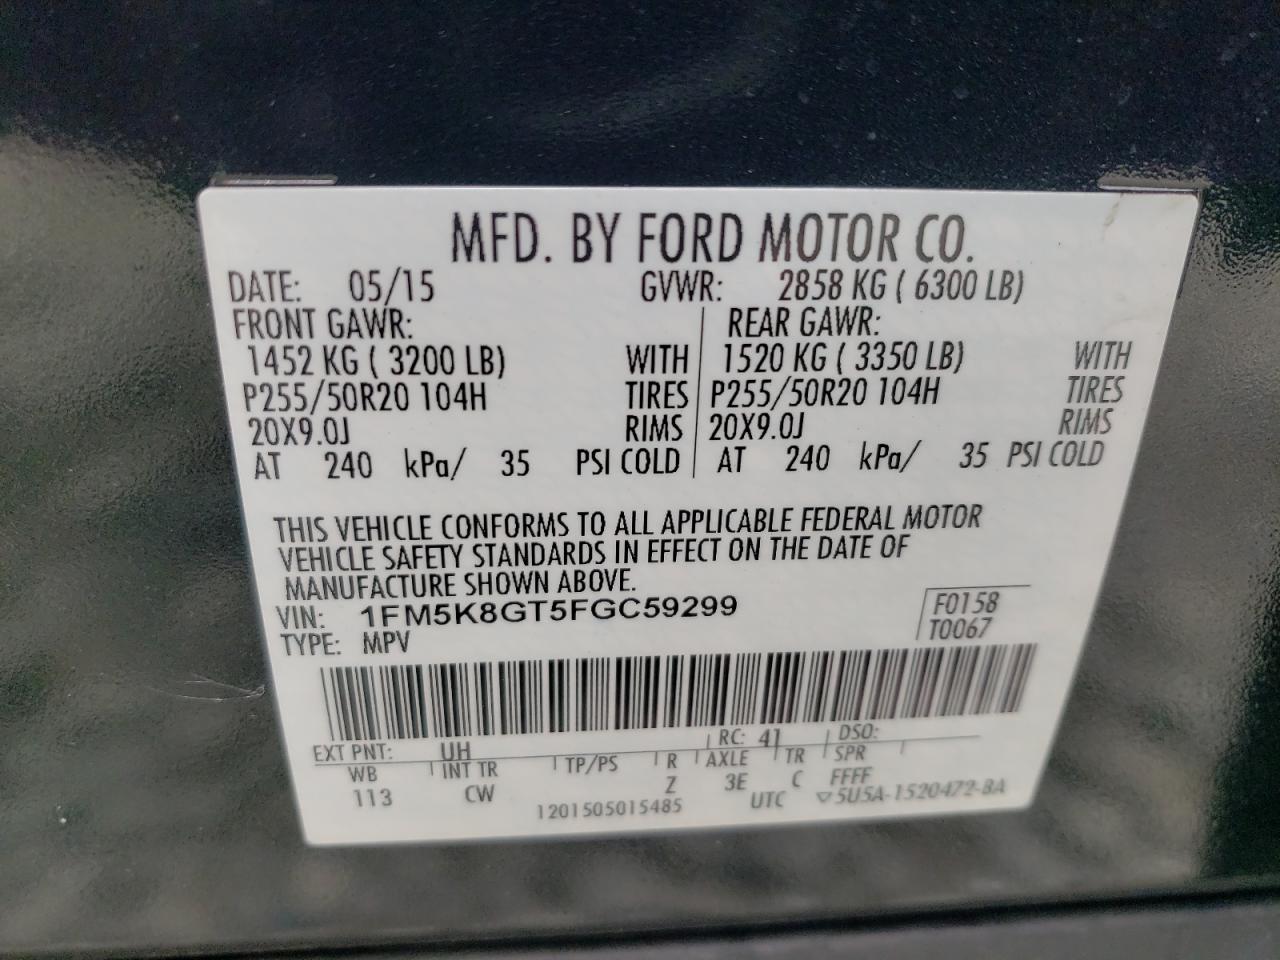 MFD. BY FORD MOTOR CO.
DATE: 05/15 GVWR: 2858 KG ( 6300 LB)
FRONT GAWR: REAR GAWR:
1452 KG ( 3200 LB) WITH 1520 KG ( 3350 LB) WITH
P255/50R20 104H TIRES P255/50R20 104H TIRES
20X9.0J RIMS 20X9.0J RIMS
AT 240 kPa/ 35 PSI COLD AT 240 kPa/ 35 PSI COLD
THIS VEHICLE CONFORMS TO ALL APPLICABLE FEDERAL MOTOR
VEHICLE SAFETY STANDARDS IN EFFECT ON THE DATE OF
MANUFACTURE SHOWN ABOVE.
VIN: 1FM5K8GT5FGC59299 F0158
TYPE: MPV T0067
EXT PNT: UH RC: 41 DSO:
WB INT TR TP/PS R AXLE TR SPR
113 CW Z 3E C FFFF
1201505015485 UTC ▽5U5A-1520472-BA